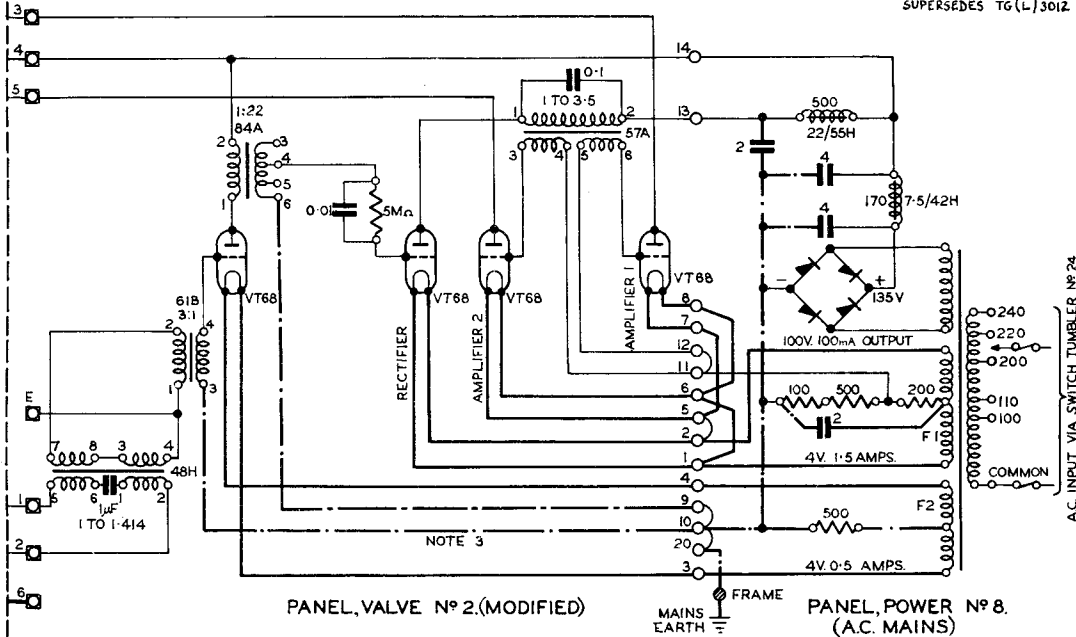 SUPERSEDES TG(L) 3012
3
4
5
14
0·1
1 TO 3·5
1
2
13
500
22/55H
1:22
84A
2
3
4
5
6
1
57A
3
4
5
6
2
4
4
170
7·5/42H
0·01
5MΩ
VT68
VT68
VT68
VT68
RECTIFIER
AMPLIFIER 2
AMPLIFIER 1
61B
3:1
2
4
1
3
8
7
12
11
6
5
2
1
4
9
10
20
3
−
+
135V
100V. 100mA OUTPUT
100
500
200
2
F1
4V. 1·5 AMPS.
F2
500
4V. 0·5 AMPS.
240
220
200
110
100
COMMON
A.C. INPUT VIA SWITCH TUMBLER Nº 24
E
7
8
3
4
48H
5
6
1
2
1µF
1 TO 1·414
1
2
6
NOTE 3
FRAME
MAINS
EARTH
PANEL, VALVE Nº 2.(MODIFIED)
PANEL, POWER Nº 8.
(A.C. MAINS)